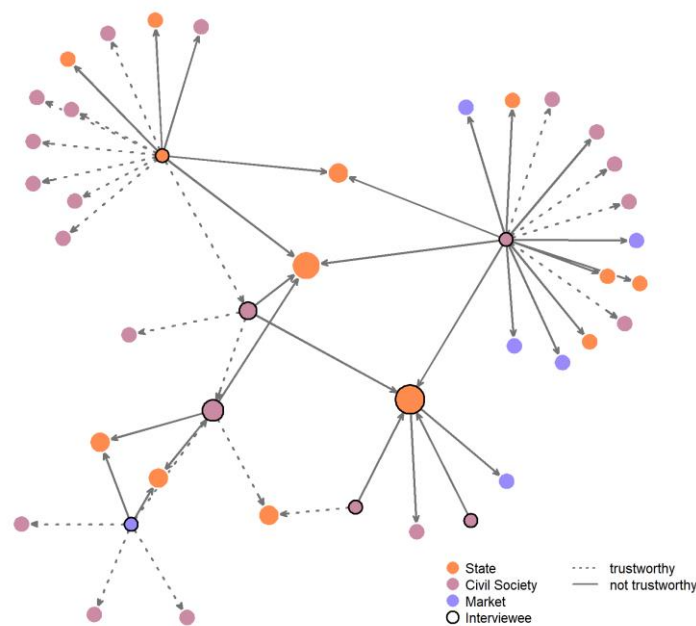 State
Civil Society
Market
Interviewee
trustworthy
not trustworthy